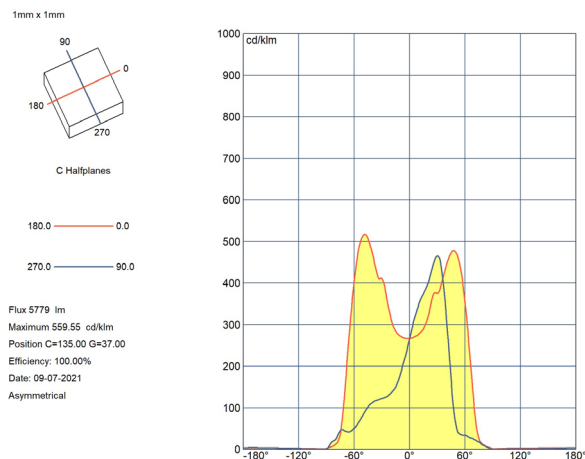 1mm x 1mm
90
0
180
270
C Halfplanes
180.0 0.0
270.0 90.0
Flux 5779 lm
Maximum 559.55 cd/klm
Position C=135.00 G=37.00
Efficiency: 100.00%
Date: 09-07-2021
Asymmetrical
cd/klm
1000
900
800
700
600
500
400
300
200
100
0
-180° -120° -60° 0° 60° 120° 180°